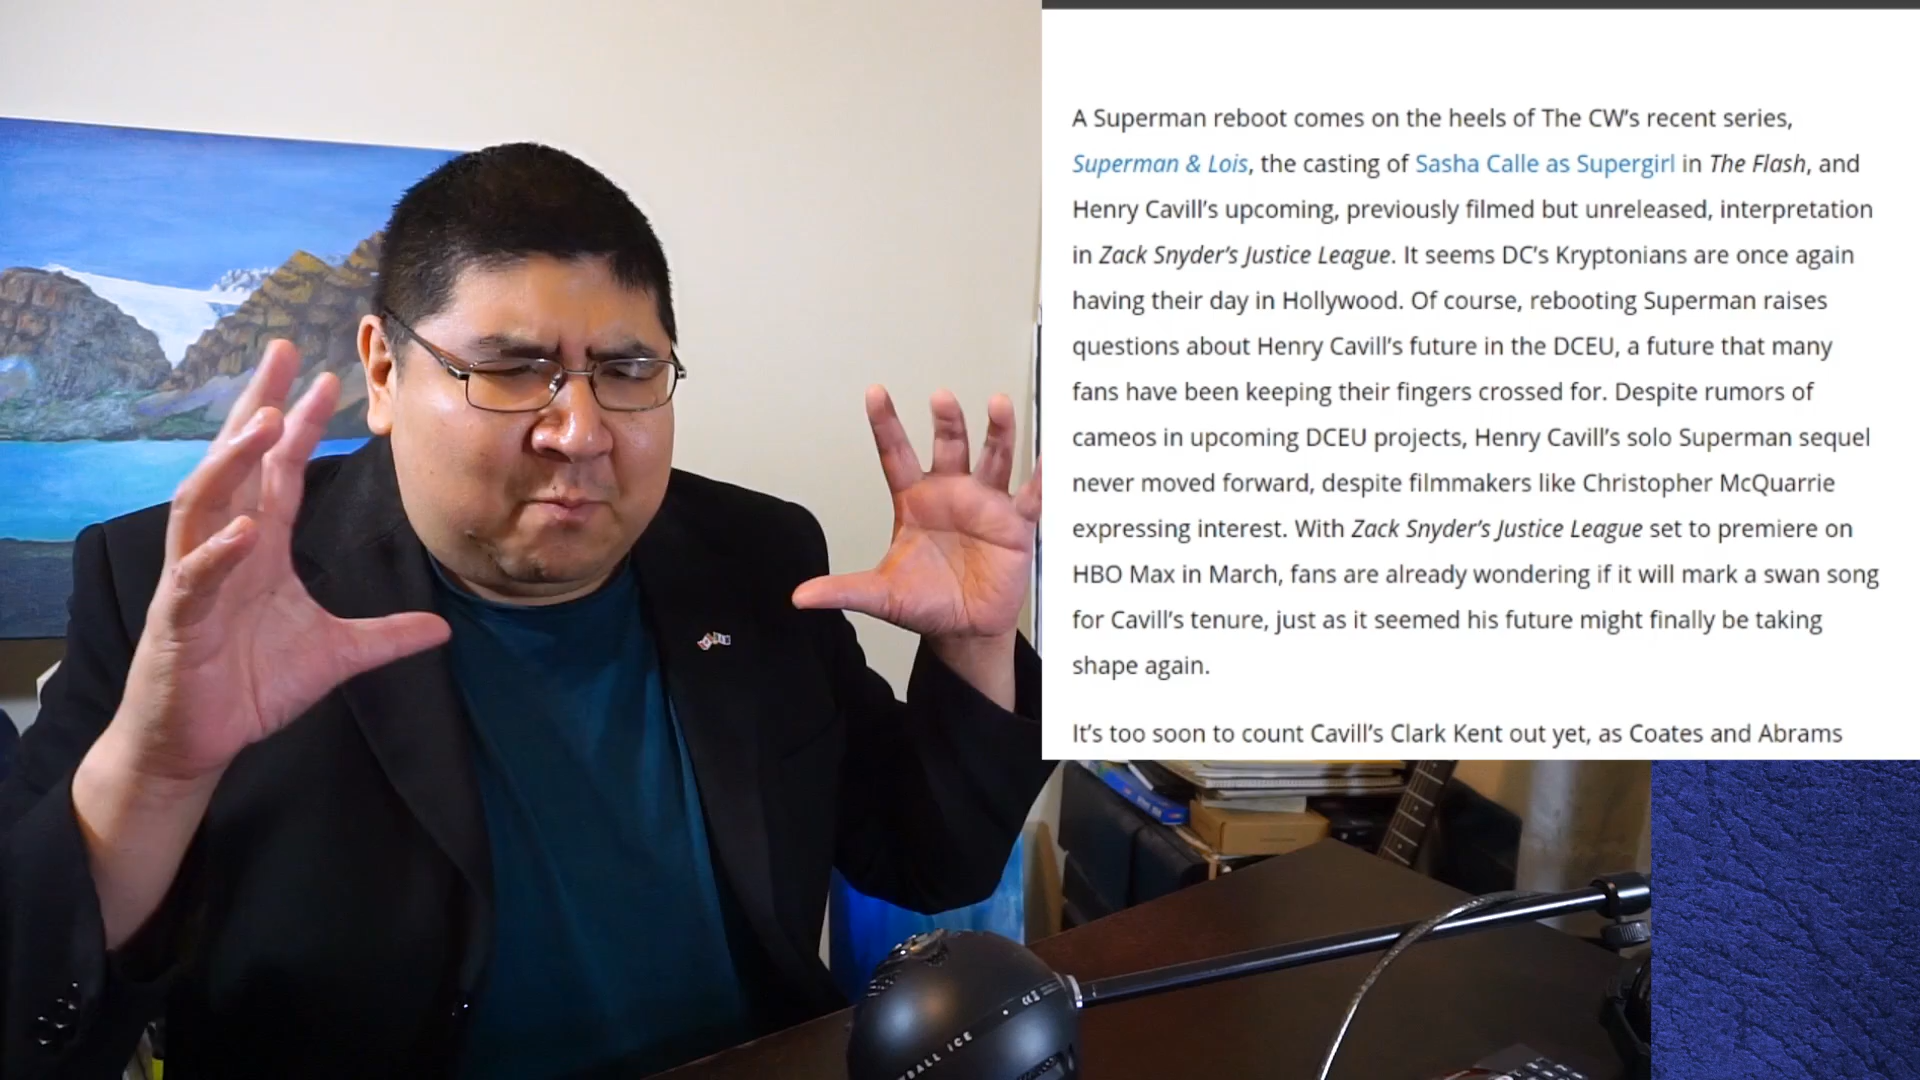 A Superman reboot comes on the heels of The CW's recent series,
Superman & Lois, the casting of Sasha Calle as Supergirl in The Flash, and
Henry Cavill's upcoming, previously filmed but unreleased, interpretation
in Zack Snyder's Justice League. It seems DC's Kryptonians are once again
having their day in Hollywood. Of course, rebooting Superman raises
questions about Henry Cavill's future in the DCEU, a future that many
fans have been keeping their fingers crossed for. Despite rumors of
cameos in upcoming DCEU projects, Henry Cavill's solo Superman sequel
never moved forward, despite filmmakers like Christopher McQuarrie
expressing interest. With Zack Snyder's Justice League set to premiere on
HBO Max in March, fans are already wondering if it will mark a swan song
for Cavill's tenure, just as it seemed his future might finally be taking
shape again.
It's too soon to count Cavill's Clark Kent out yet, as Coates and Abrams
BALL iCE